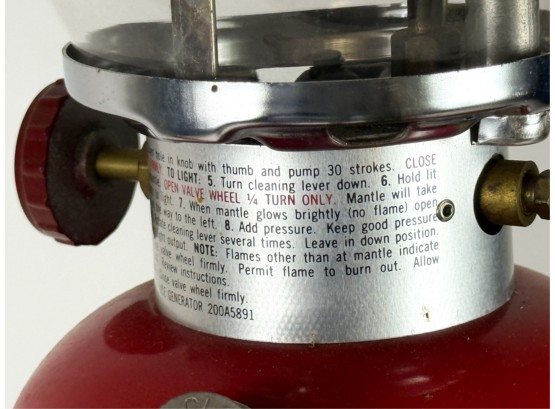 in knob with thumb and pump 30 strokes. CLOSE
TO LIGHT: 5. Turn cleaning lever down. 6. Hold lit
OPEN VALVE WHEEL ¼ TURN ONLY. Mantle will take
7. When mantle glows brightly (no flame) open
way to the left. 8. Add pressure. Keep good pressure
cleaning lever several times. Leave in down position.
output. NOTE: Flames other than at mantle indicate
valve wheel firmly. Permit flame to burn out. Allow
instructions.
valve wheel firmly.
GENERATOR 200A5891